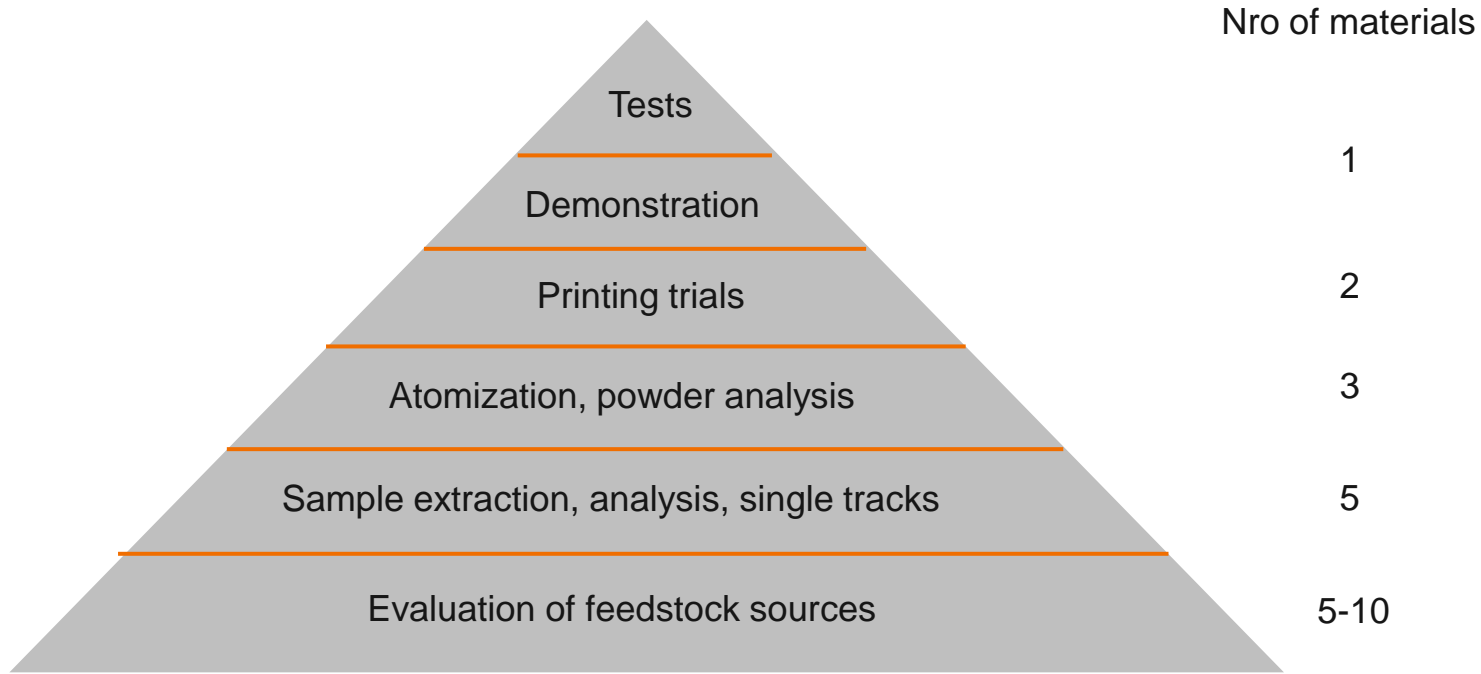 Nro of materials
Tests
1
Demonstration
Printing trials
2
Atomization, powder analysis
3
Sample extraction, analysis, single tracks
5
Evaluation of feedstock sources
5-10